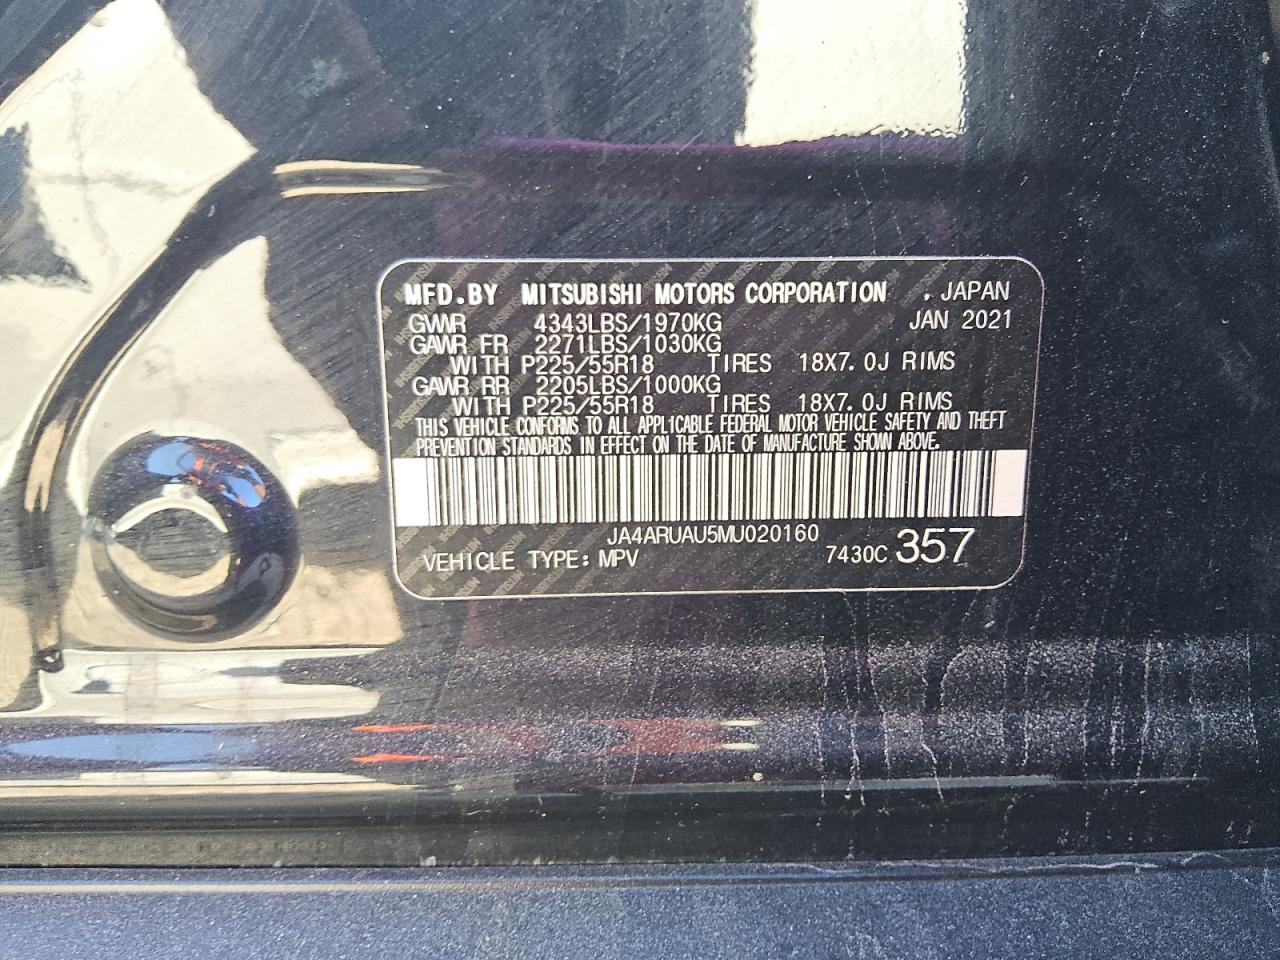 MFD.BY MITSUBISHI MOTORS CORPORATION . JAPAN
GVWR 4343LBS/1970KG JAN 2021
GAWR FR 2271LBS/1030KG
WITH P225/55R18 TIRES 18X7.0J RIMS
GAWR RR 2205LBS/1000KG
WITH P225/55R18 TIRES 18X7.0J RIMS
THIS VEHICLE CONFORMS TO ALL APPLICABLE FEDERAL MOTOR VEHICLE SAFETY AND THEFT
PREVENTION STANDARDS IN EFFECT ON THE DATE OF MANUFACTURE SHOWN ABOVE.
JA4ARUAU5MU020160
VEHICLE TYPE: MPV 7430C 357